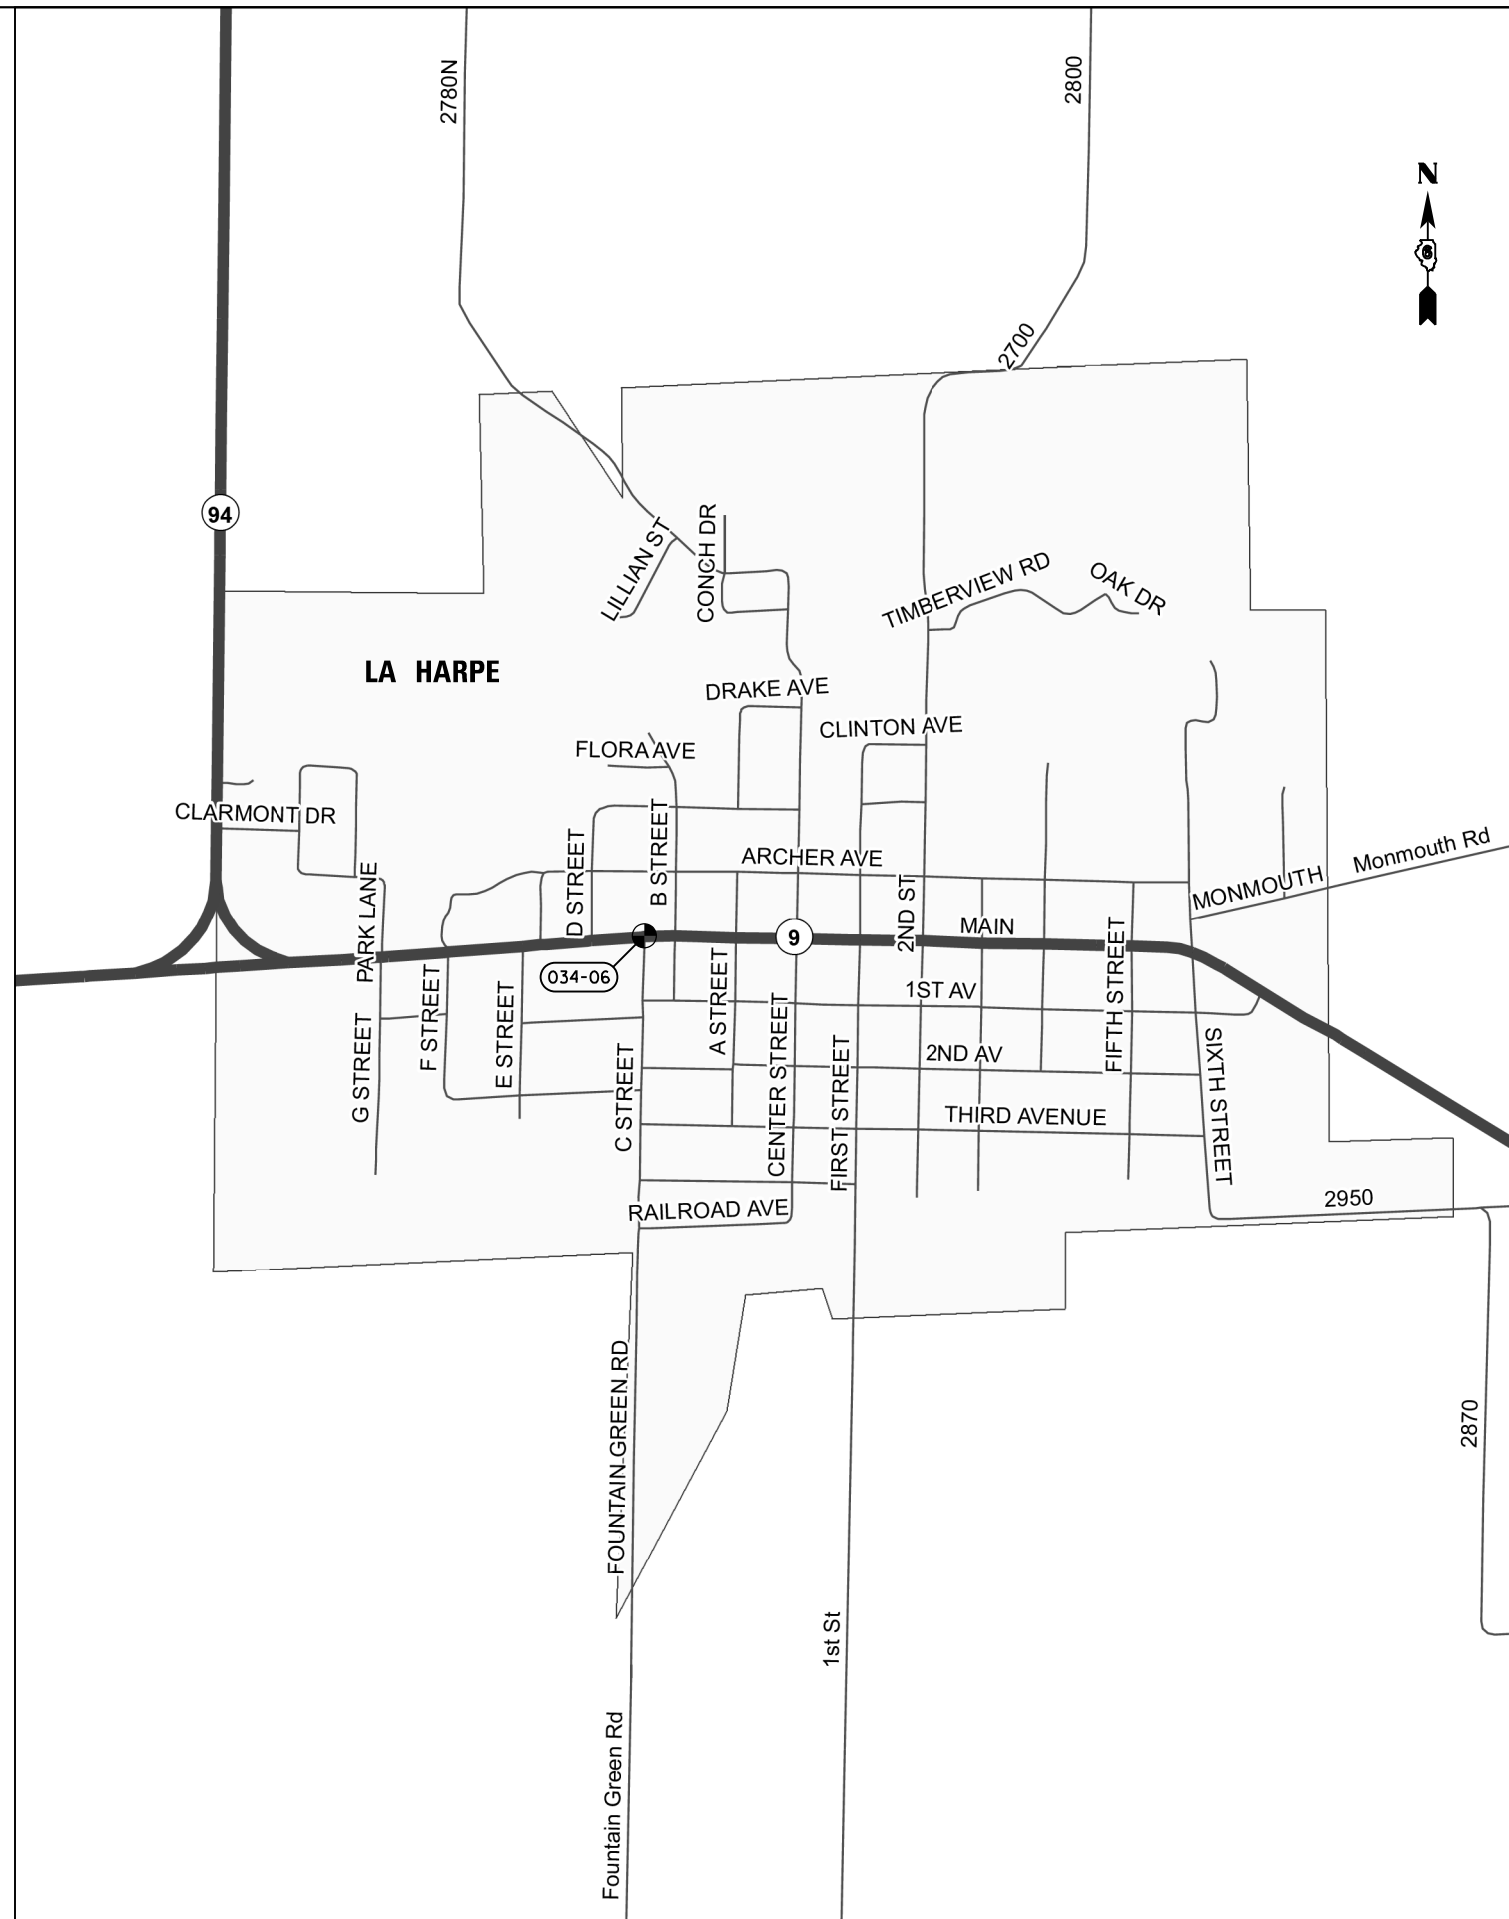 2780N
2800
N
6
2700
94
CONCH DR
LILLIAN ST
TIMBERVIEW RD
OAK DR
LA HARPE
DRAKE AVE
CLINTON AVE
FLORA AVE
CLARMONT DR
B STREET
D STREET
ARCHER AVE
Monmouth Rd
MONMOUTH
PARK LANE
2ND ST
MAIN
9
034-06
FIFTH STREET
1ST AV
A STREET
F STREET
E STREET
G STREET
C STREET
CENTER STREET
FIRST STREET
2ND AV
SIXTH STREET
THIRD AVENUE
RAILROAD AVE
2950
FOUNTAIN GREEN RD
2870
1st St
Fountain Green Rd